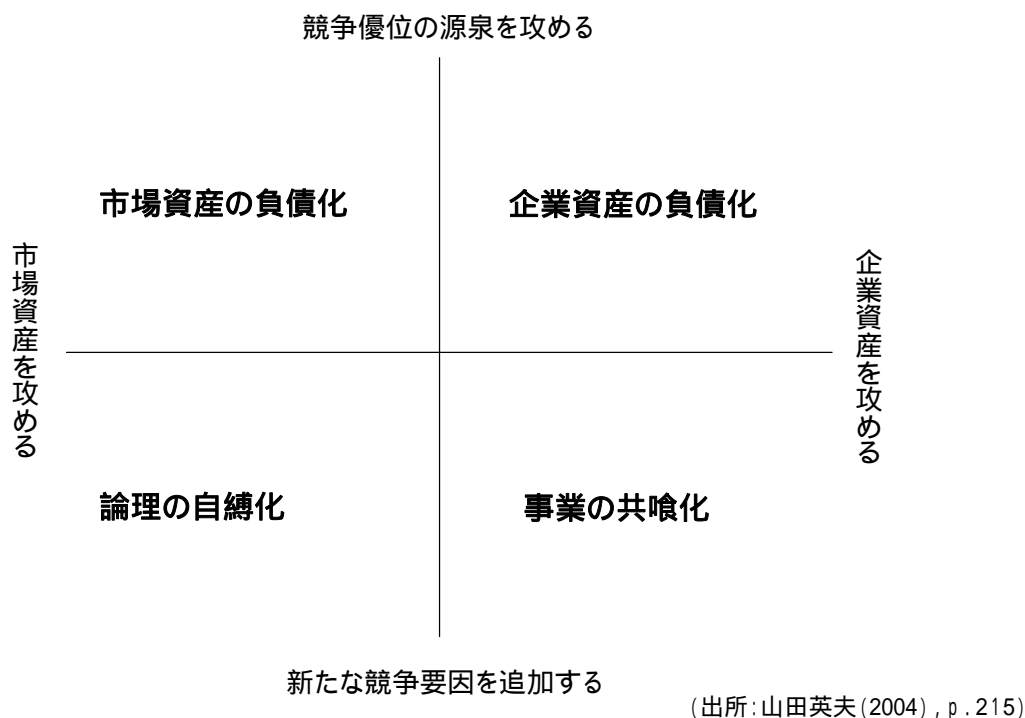 競争優位の源泉を攻める
市場資産の負債化
企業資産の負債化
市場資産を攻める
企業資産を攻める
論理の自縛化
事業の共喰化
新たな競争要因を追加する
(出所:山田英夫(2004),p.215)